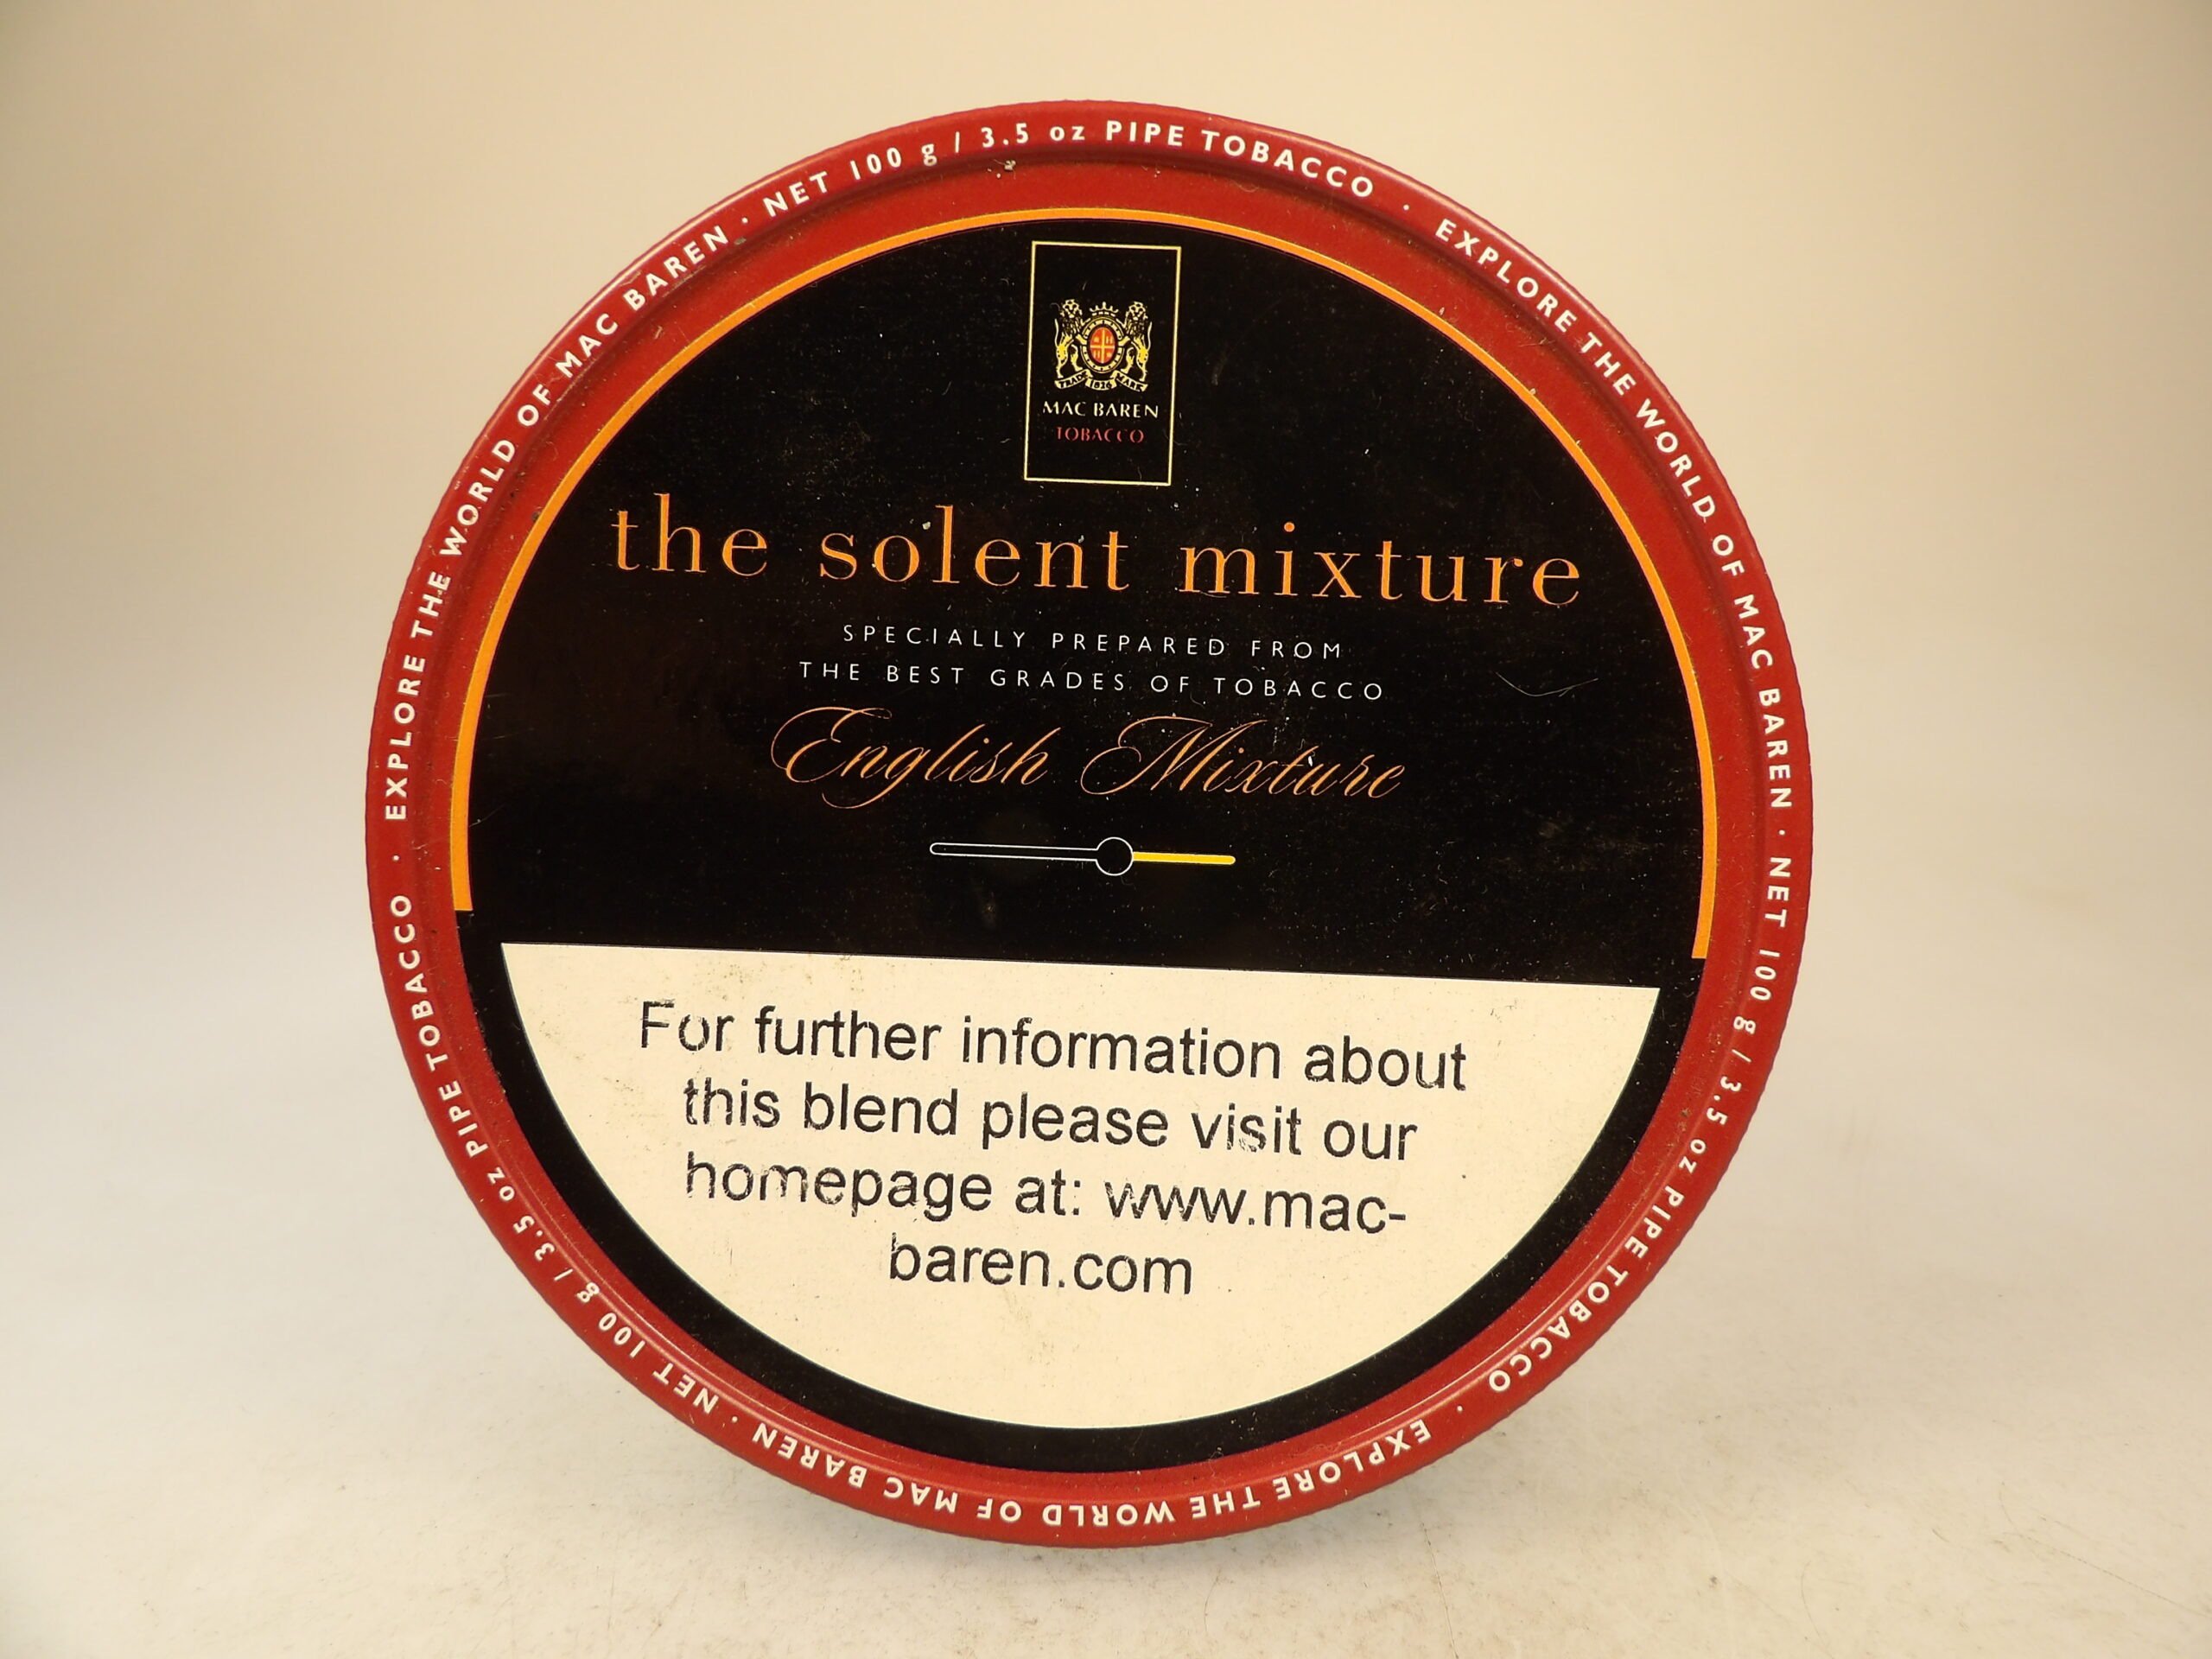 NET 100 g / 3.5 oz PIPE TOBACCO · EXPLORE THE WORLD OF MAC BAREN · NET 100 g / 3.5 oz PIPE TOBACCO · EXPLORE THE WORLD OF MAC BAREN · NET 100 g / 3.5 oz PIPE TOBACCO · EXPLORE THE WORLD OF MAC BAREN ·
TRADE 1826 MARK
MAC BAREN
TOBACCO
the solent mixture
SPECIALLY PREPARED FROM
THE BEST GRADES OF TOBACCO
English Mixture
For further information about
this blend please visit our
homepage at: www.mac-
baren.com